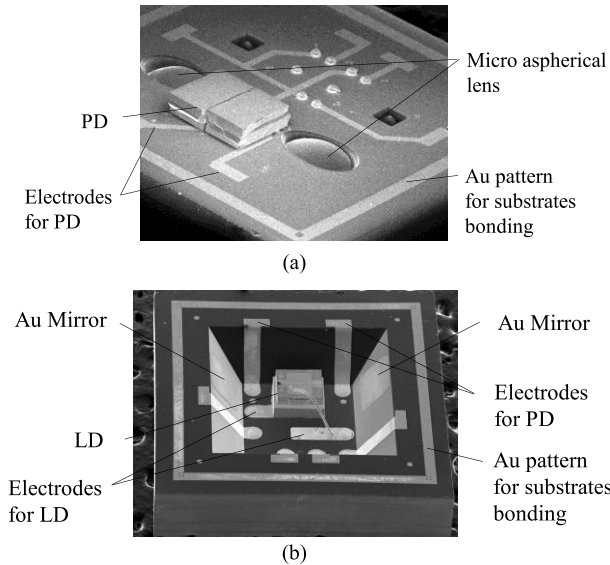 Micro aspherical
lens
PD
Electrodes
for PD
Au pattern
for substrates
bonding
(a)
Au Mirror
Au Mirror
Electrodes
for PD
LD
Electrodes
for LD
Au pattern
for substrates
bonding
(b)